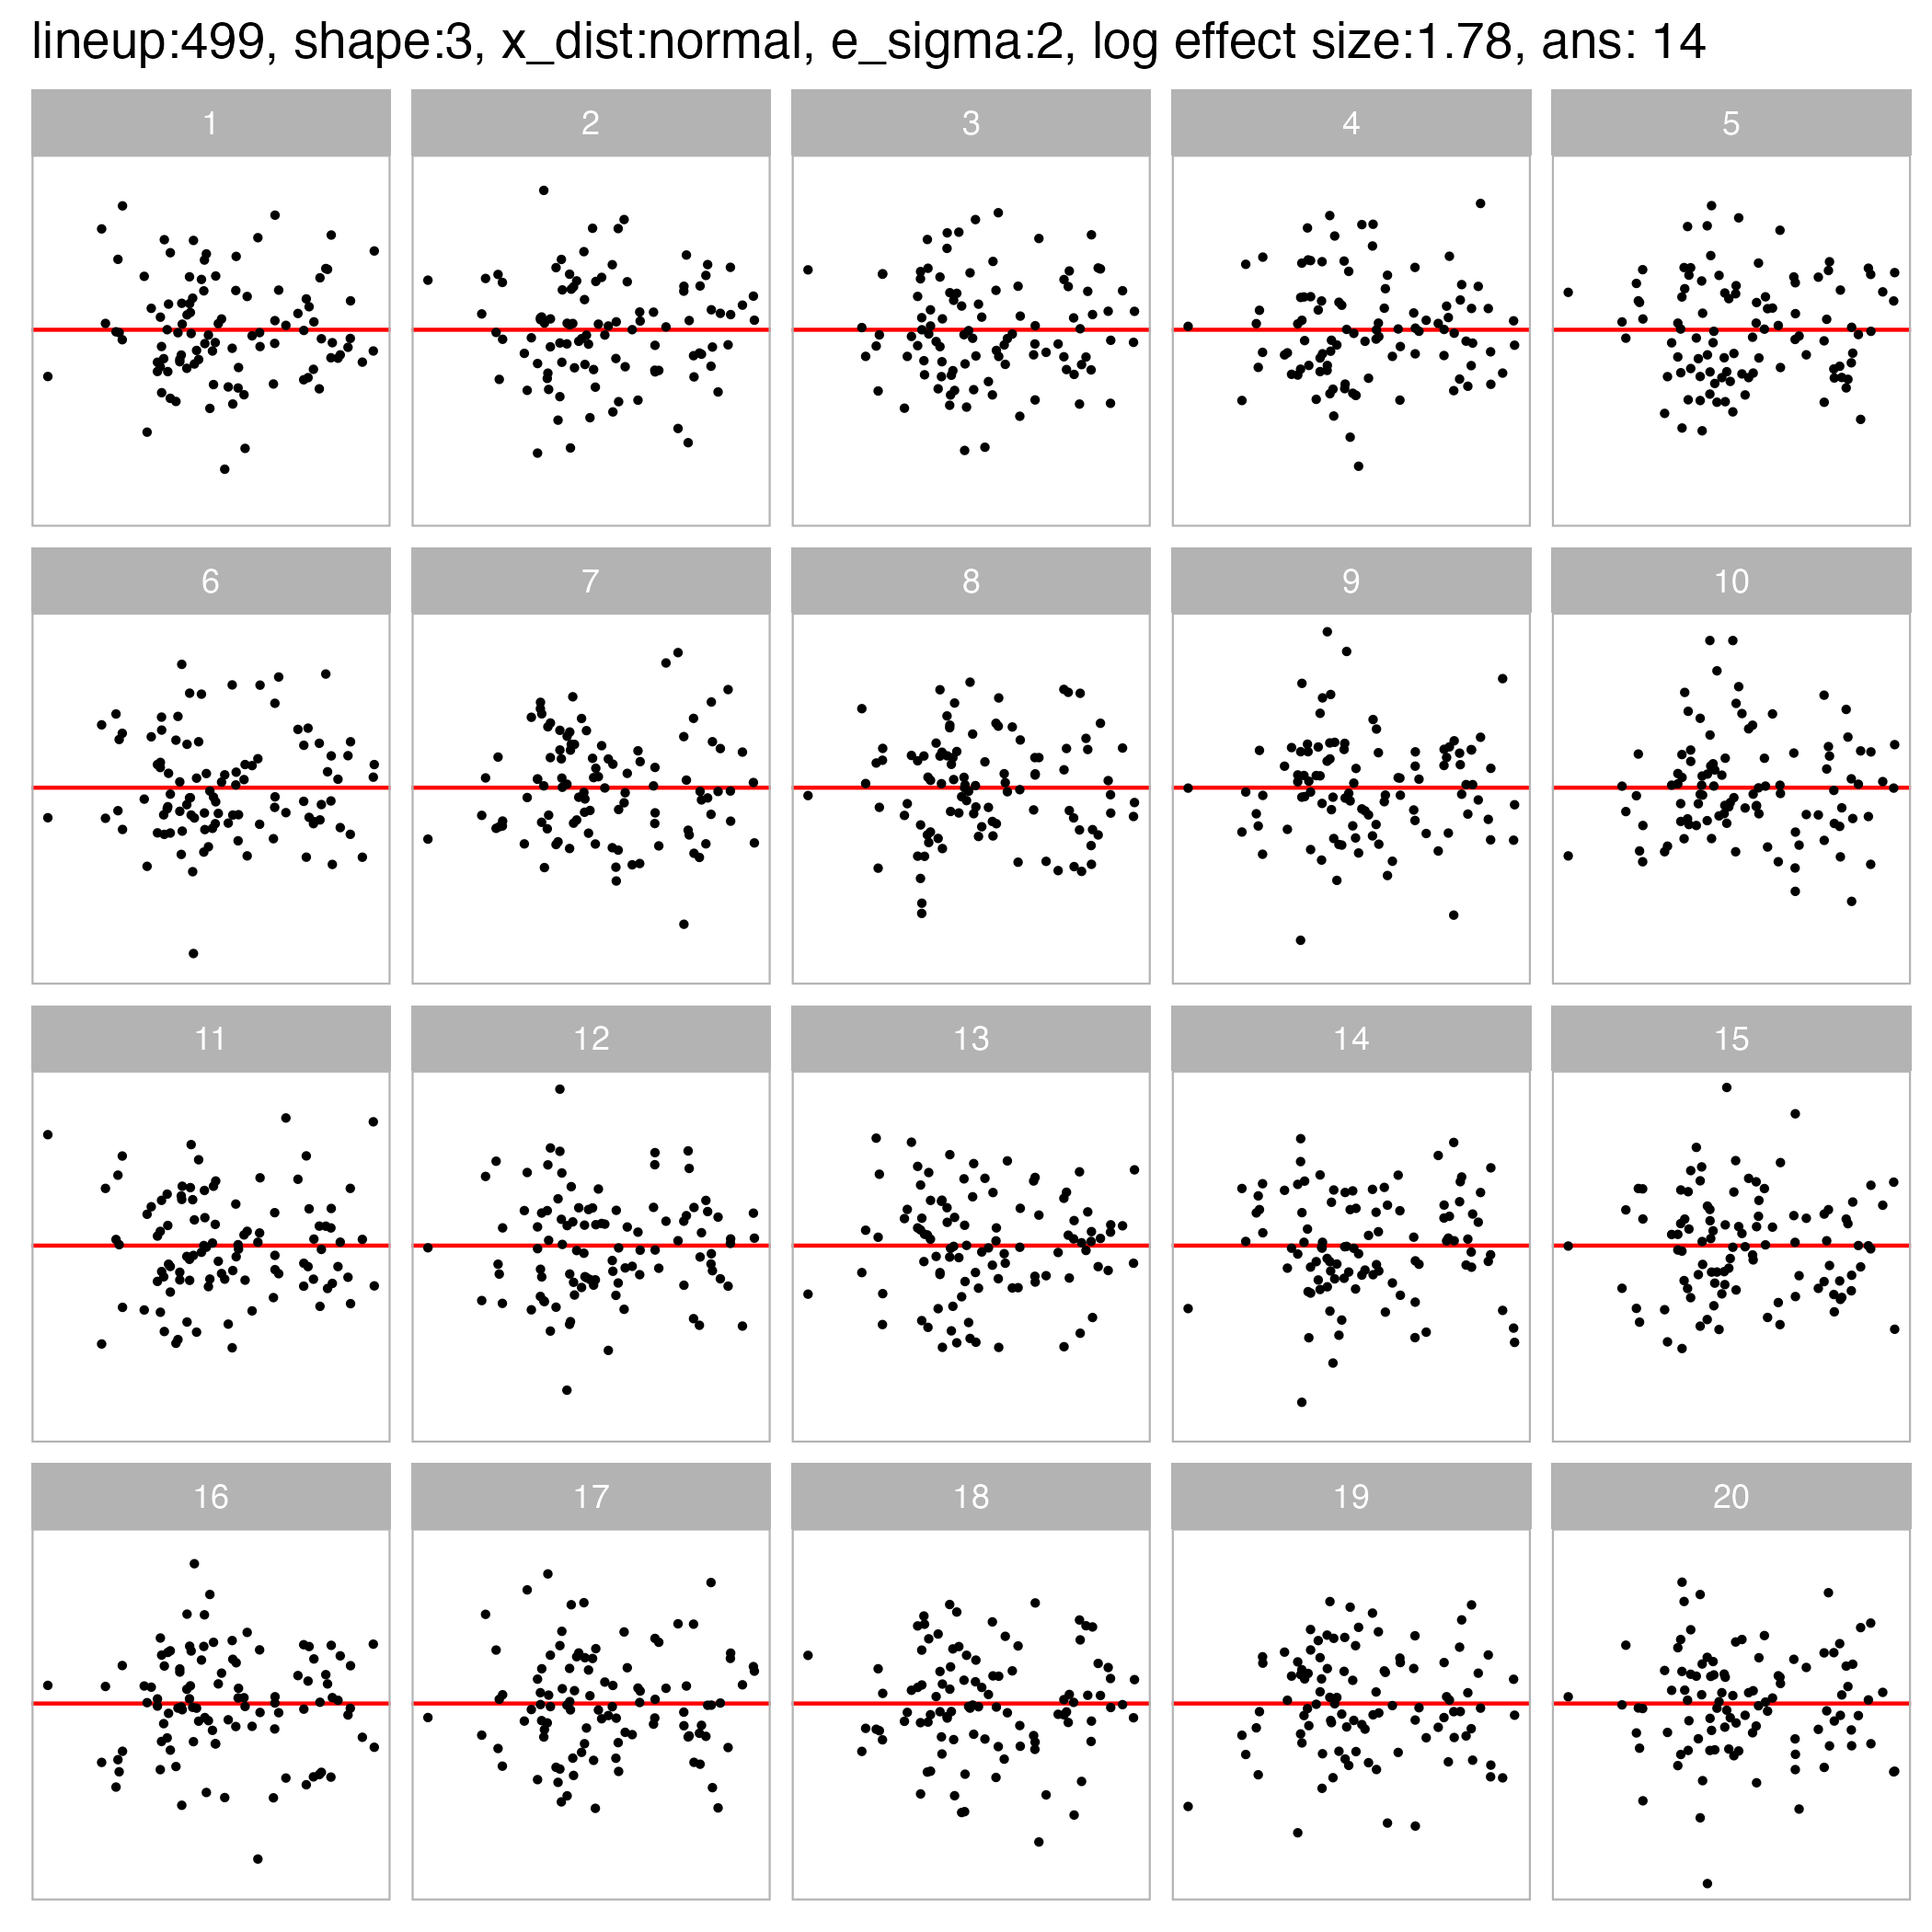 lineup:499, shape:3, x_dist:normal, e_sigma:2, log effect size:1.78, ans: 14
1 2 3 4 5
6 7 8 9 10
11 12 13 14 15
16 17 18 19 20